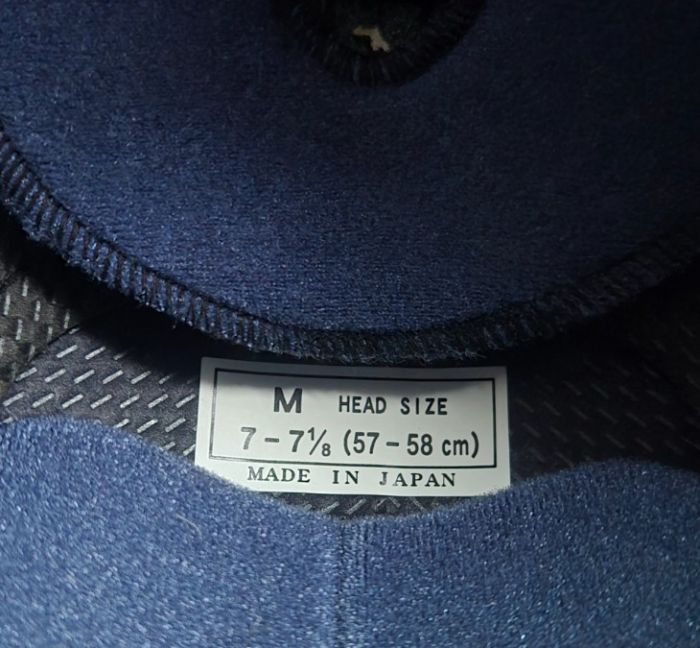 M HEAD SIZE
7 - 7⅛ (57 - 58 cm)
MADE IN JAPAN